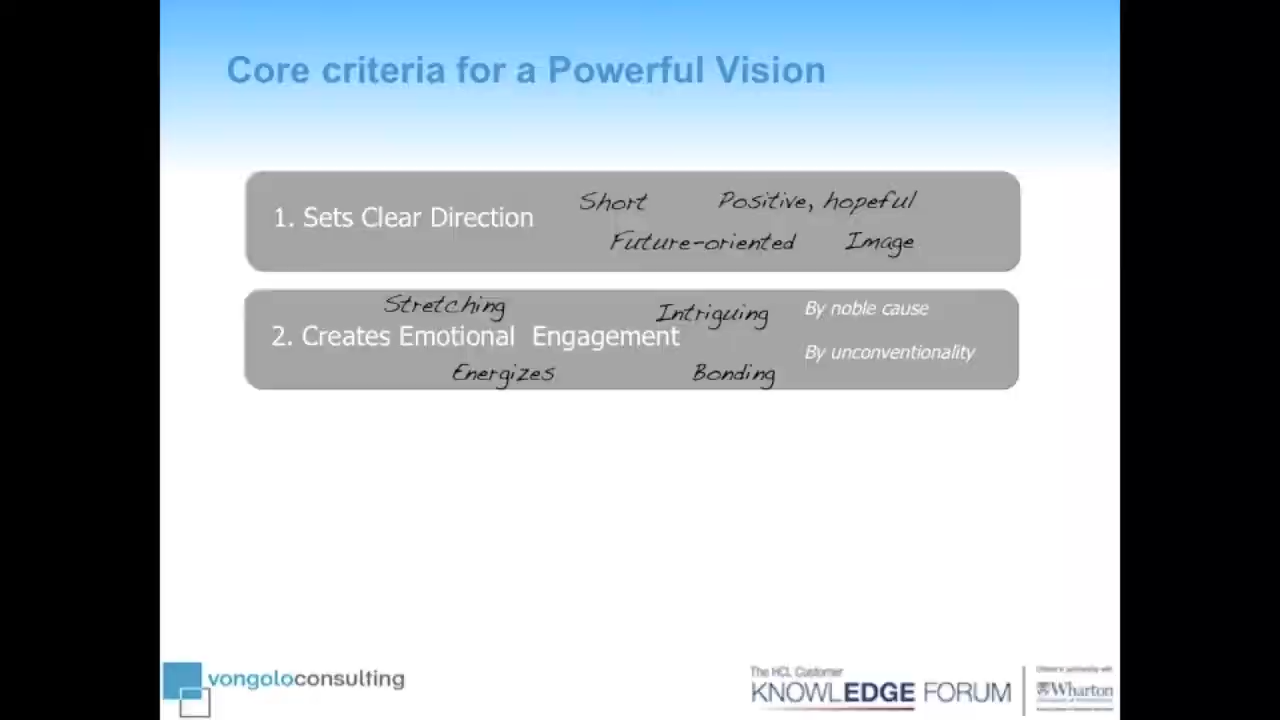 Core criteria for a Powerful Vision
Short Positive, hopeful
1. Sets Clear Direction
Future-oriented Image
Stretching Intriguing By noble cause
2. Creates Emotional Engagement
By unconventionality
Energizes Bonding
vongoloconsulting
The HCL Customer
KNOWLEDGE FORUM
Wharton